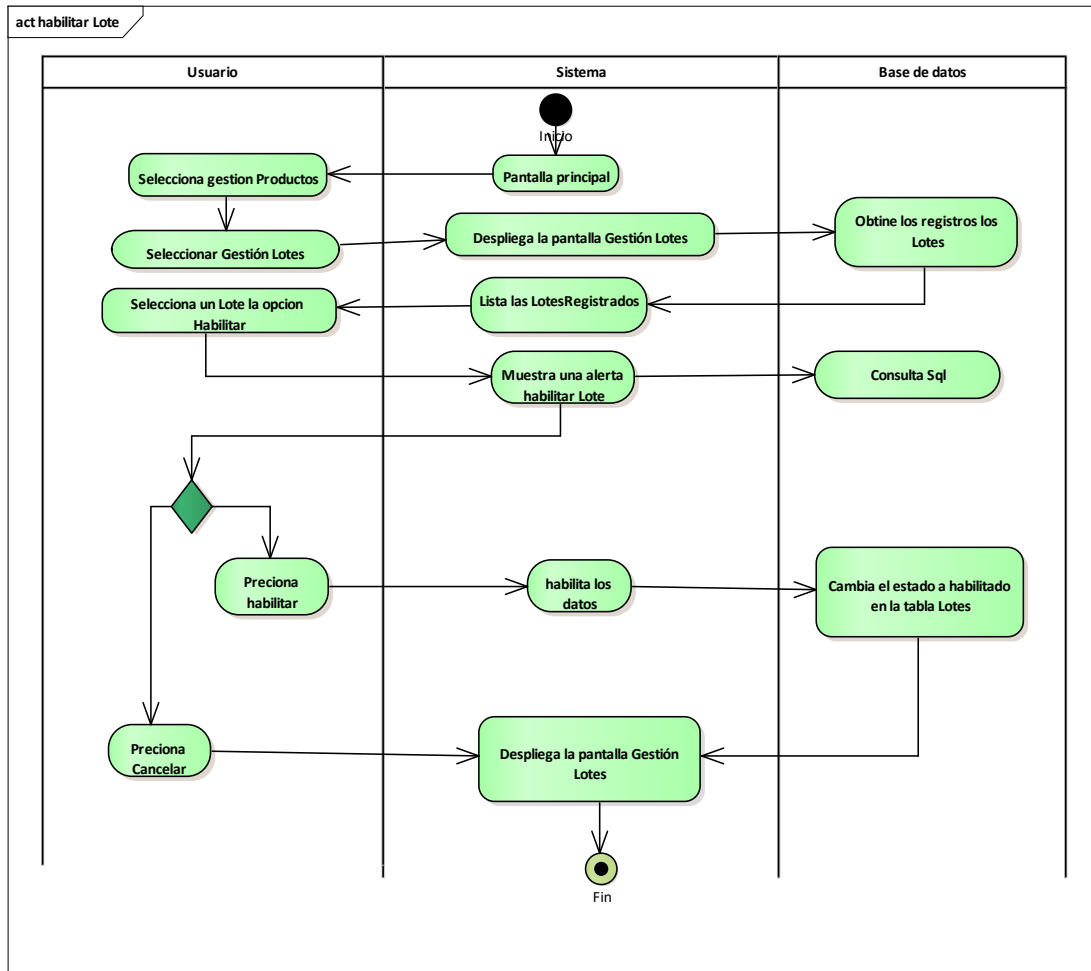 act habilitar Lote
Usuario
Sistema
Base de datos
Inicio
Pantalla principal
Selecciona gestion Productos
Seleccionar Gestión Lotes
Despliega la pantalla Gestión Lotes
Obtine los registros los
Lotes
Lista las LotesRegistrados
Selecciona un Lote la opcion
Habilitar
Muestra una alerta
habilitar Lote
Consulta Sql
Preciona
habilitar
habilita los
datos
Cambia el estado a habilitado
en la tabla Lotes
Preciona
Cancelar
Despliega la pantalla Gestión
Lotes
Fin